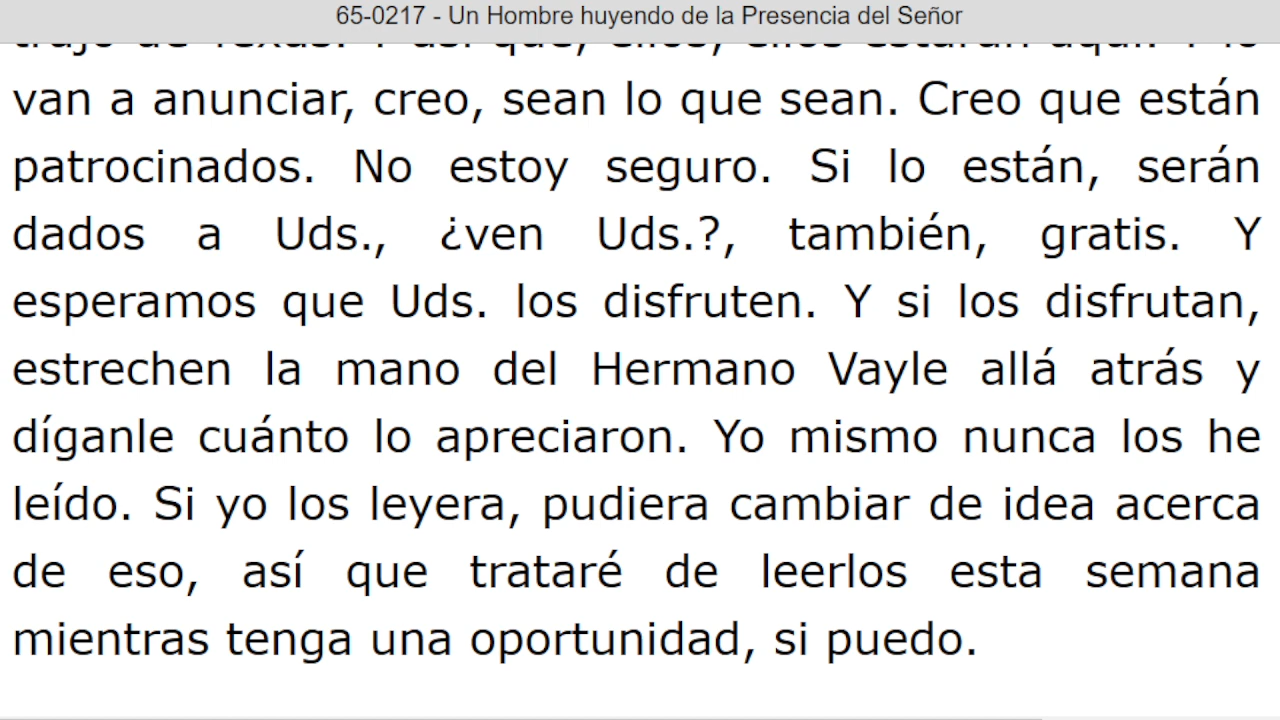 65-0217 - Un Hombre huyendo de la Presencia del Señor
van a anunciar, creo, sean lo que sean. Creo que están
patrocinados. No estoy seguro. Si lo están, serán
dados a Uds., ¿ven Uds.?, también, gratis. Y
esperamos que Uds. los disfruten. Y si los disfrutan,
estrechen la mano del Hermano Vayle allá atrás y
díganle cuánto lo apreciaron. Yo mismo nunca los he
leído. Si yo los leyera, pudiera cambiar de idea acerca
de eso, así que trataré de leerlos esta semana
mientras tenga una oportunidad, si puedo.